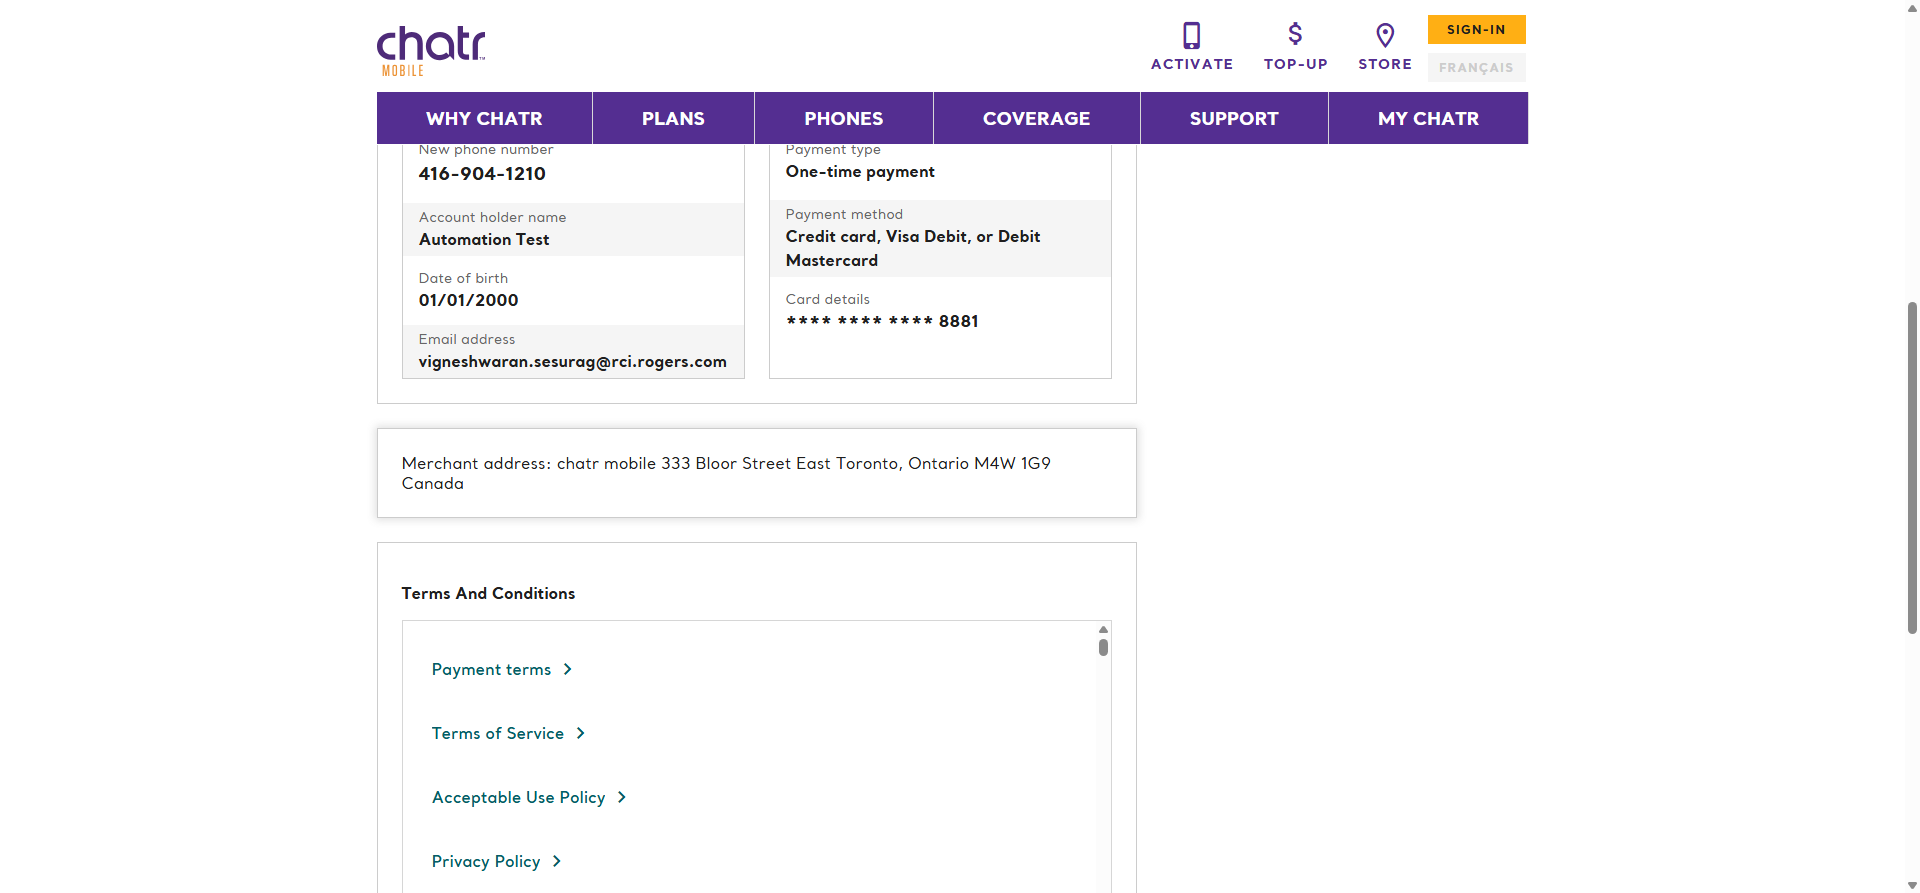 chatr
MOBILE
ACTIVATE
TOP-UP
STORE
SIGN-IN
FRANÇAIS
WHY CHATR
PLANS
PHONES
COVERAGE
SUPPORT
MY CHATR
New phone number
416-904-1210
Account holder name
Automation Test
Date of birth
01/01/2000
Email address
vigneshwaran.sesurag@rci.rogers.com
Payment type
One-time payment
Payment method
Credit card, Visa Debit, or Debit
Mastercard
Card details
**** **** **** 8881
Merchant address: chatr mobile 333 Bloor Street East Toronto, Ontario M4W 1G9
Canada
Terms And Conditions
Payment terms
Terms of Service
Acceptable Use Policy
Privacy Policy